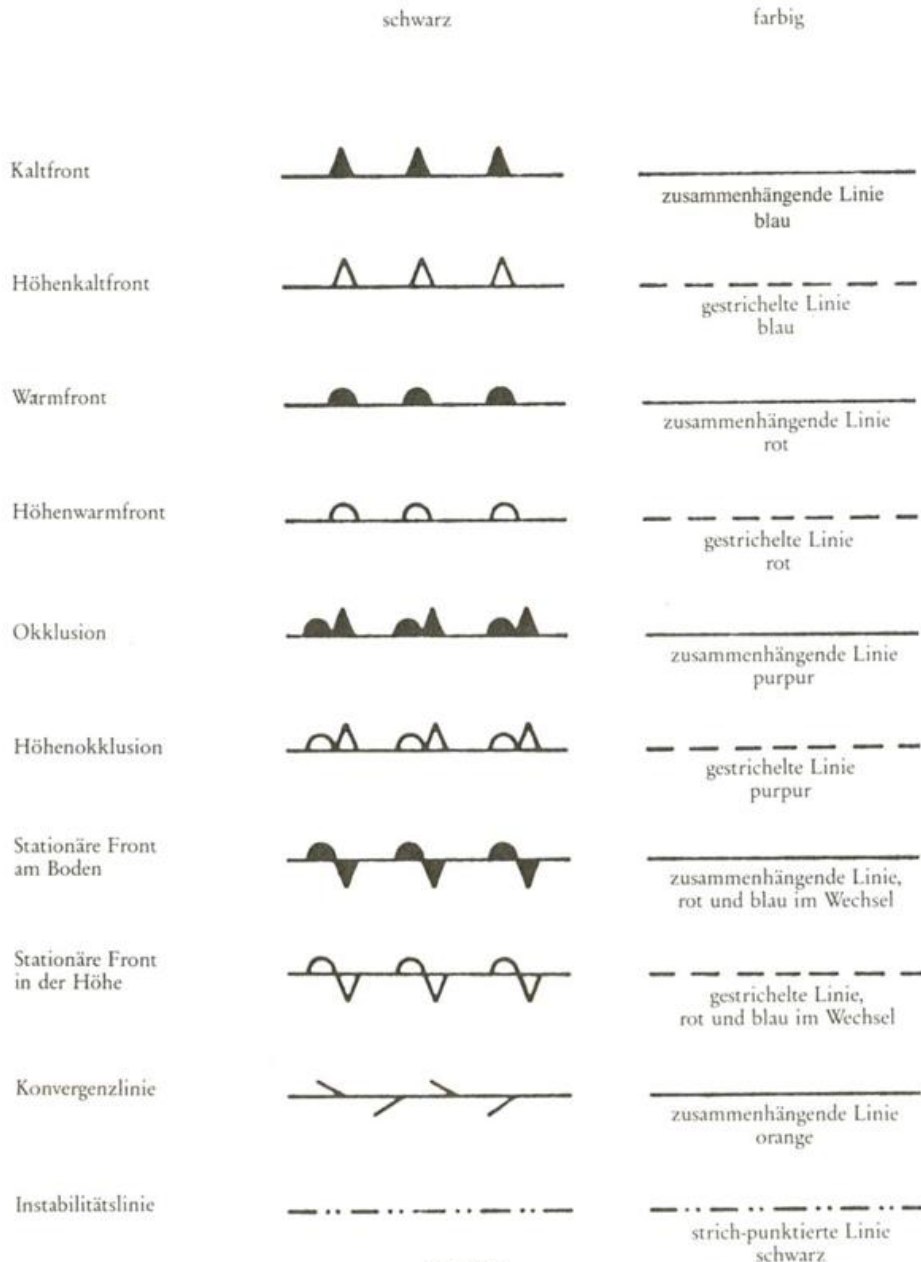 schwarz farbig
Kaltfront
zusammenhängende Linie
blau
Höhenkaltfront
gestrichelte Linie
blau
Warmfront
zusammenhängende Linie
rot
Höhenwarmfront
gestrichelte Linie
rot
Okklusion
zusammenhängende Linie
purpur
Höhenokklusion
gestrichelte Linie
purpur
Stationäre Front
am Boden
zusammenhängende Linie,
rot und blau im Wechsel
Stationäre Front
in der Höhe
gestrichelte Linie,
rot und blau im Wechsel
Konvergenzlinie
zusammenhängende Linie
orange
Instabilitätslinie
strich-punktierte Linie
schwarz